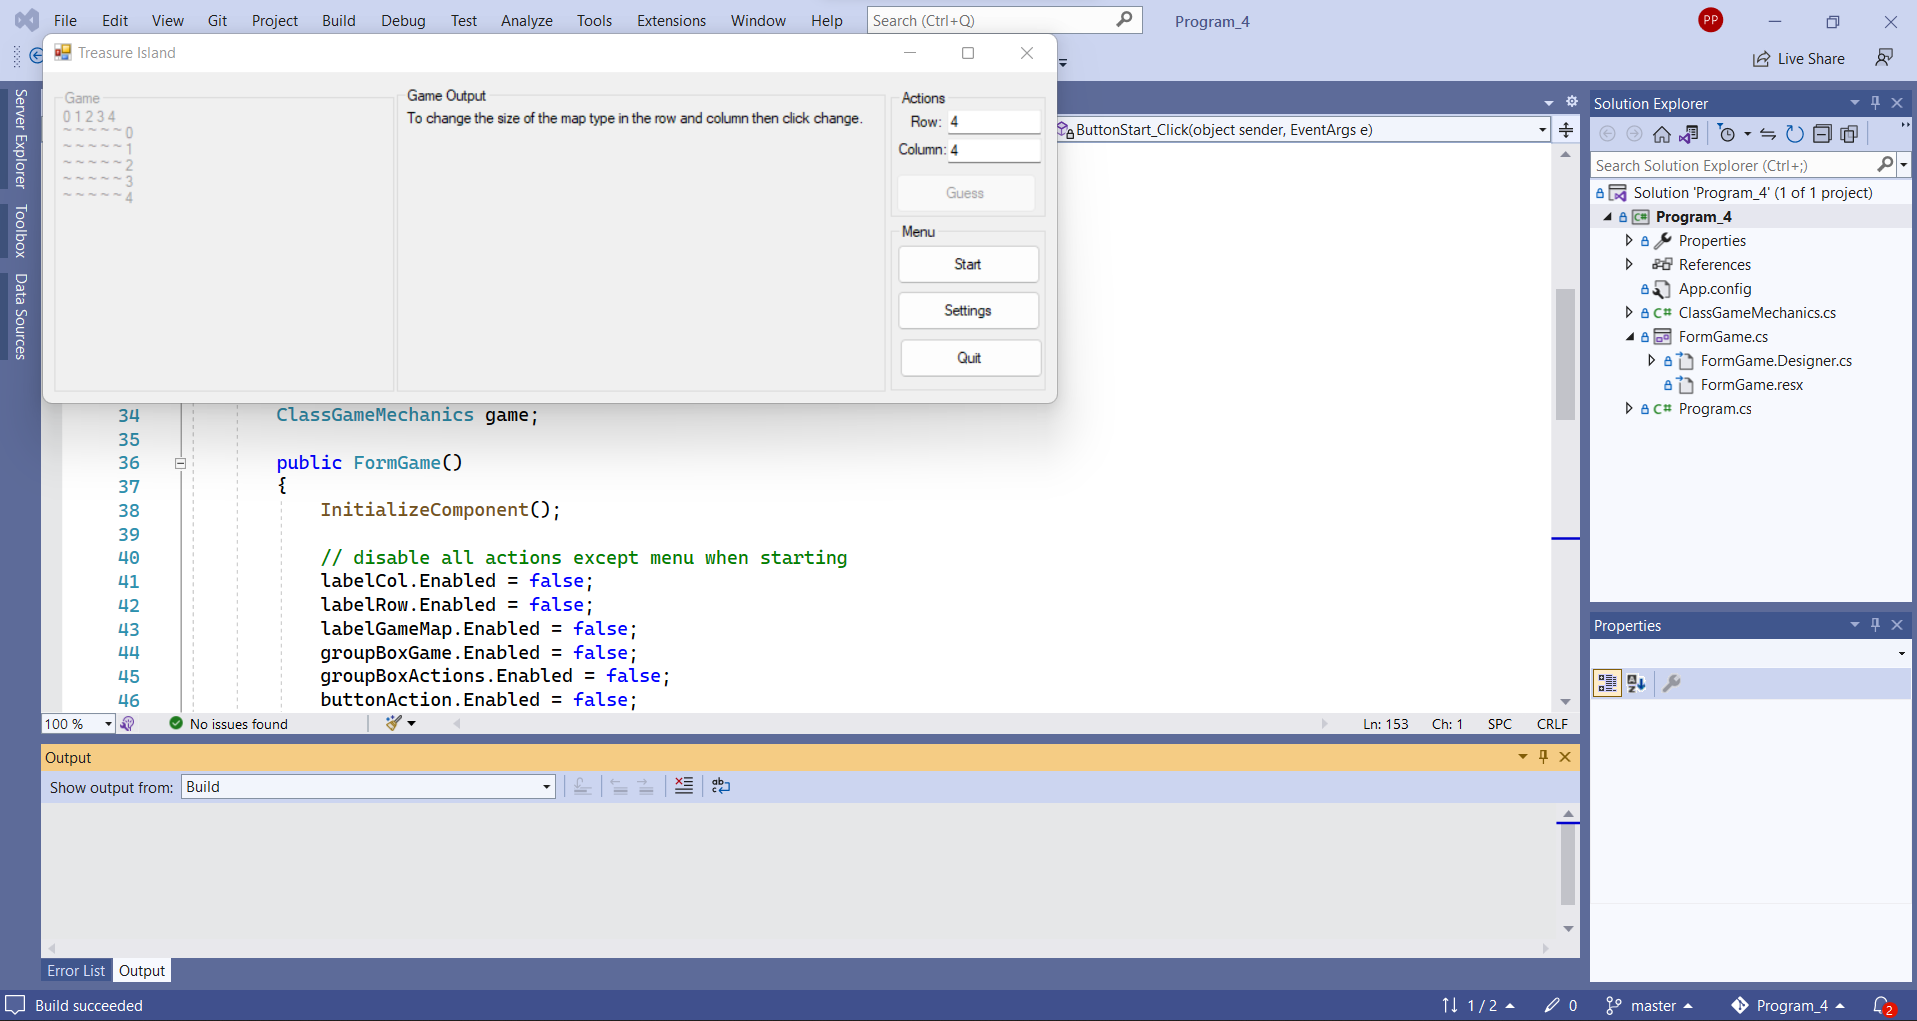 File Edit View Git Project Build Debug Test Analyze Tools Extensions Window Help Search (Ctrl+Q) Program_4 PP
Live Share
Treasure Island
Game
0 1 2 3 4
~ ~ ~ ~ ~ 0
~ ~ ~ ~ ~ 1
~ ~ ~ ~ ~ 2
~ ~ ~ ~ ~ 3
~ ~ ~ ~ ~ 4
Game Output
To change the size of the map type in the row and column then click change.
Actions
Row: 4
Column: 4
Guess
Menu
Start
Settings
Quit
Server Explorer
Toolbox
Data Sources
ButtonStart_Click(object sender, EventArgs e)
34 ClassGameMechanics game;
35
36 public FormGame()
37 {
38 InitializeComponent();
39
40 // disable all actions except menu when starting
41 labelCol.Enabled = false;
42 labelRow.Enabled = false;
43 labelGameMap.Enabled = false;
44 groupBoxGame.Enabled = false;
45 groupBoxActions.Enabled = false;
46 buttonAction.Enabled = false;
100 % No issues found Ln: 153 Ch: 1 SPC CRLF
Output
Show output from: Build
Error List Output
Solution Explorer
Search Solution Explorer (Ctrl+;)
Solution 'Program_4' (1 of 1 project)
C# Program_4
Properties
References
App.config
C# ClassGameMechanics.cs
FormGame.cs
FormGame.Designer.cs
FormGame.resx
C# Program.cs
Properties
Build succeeded 1 / 2 0 master Program_4 2